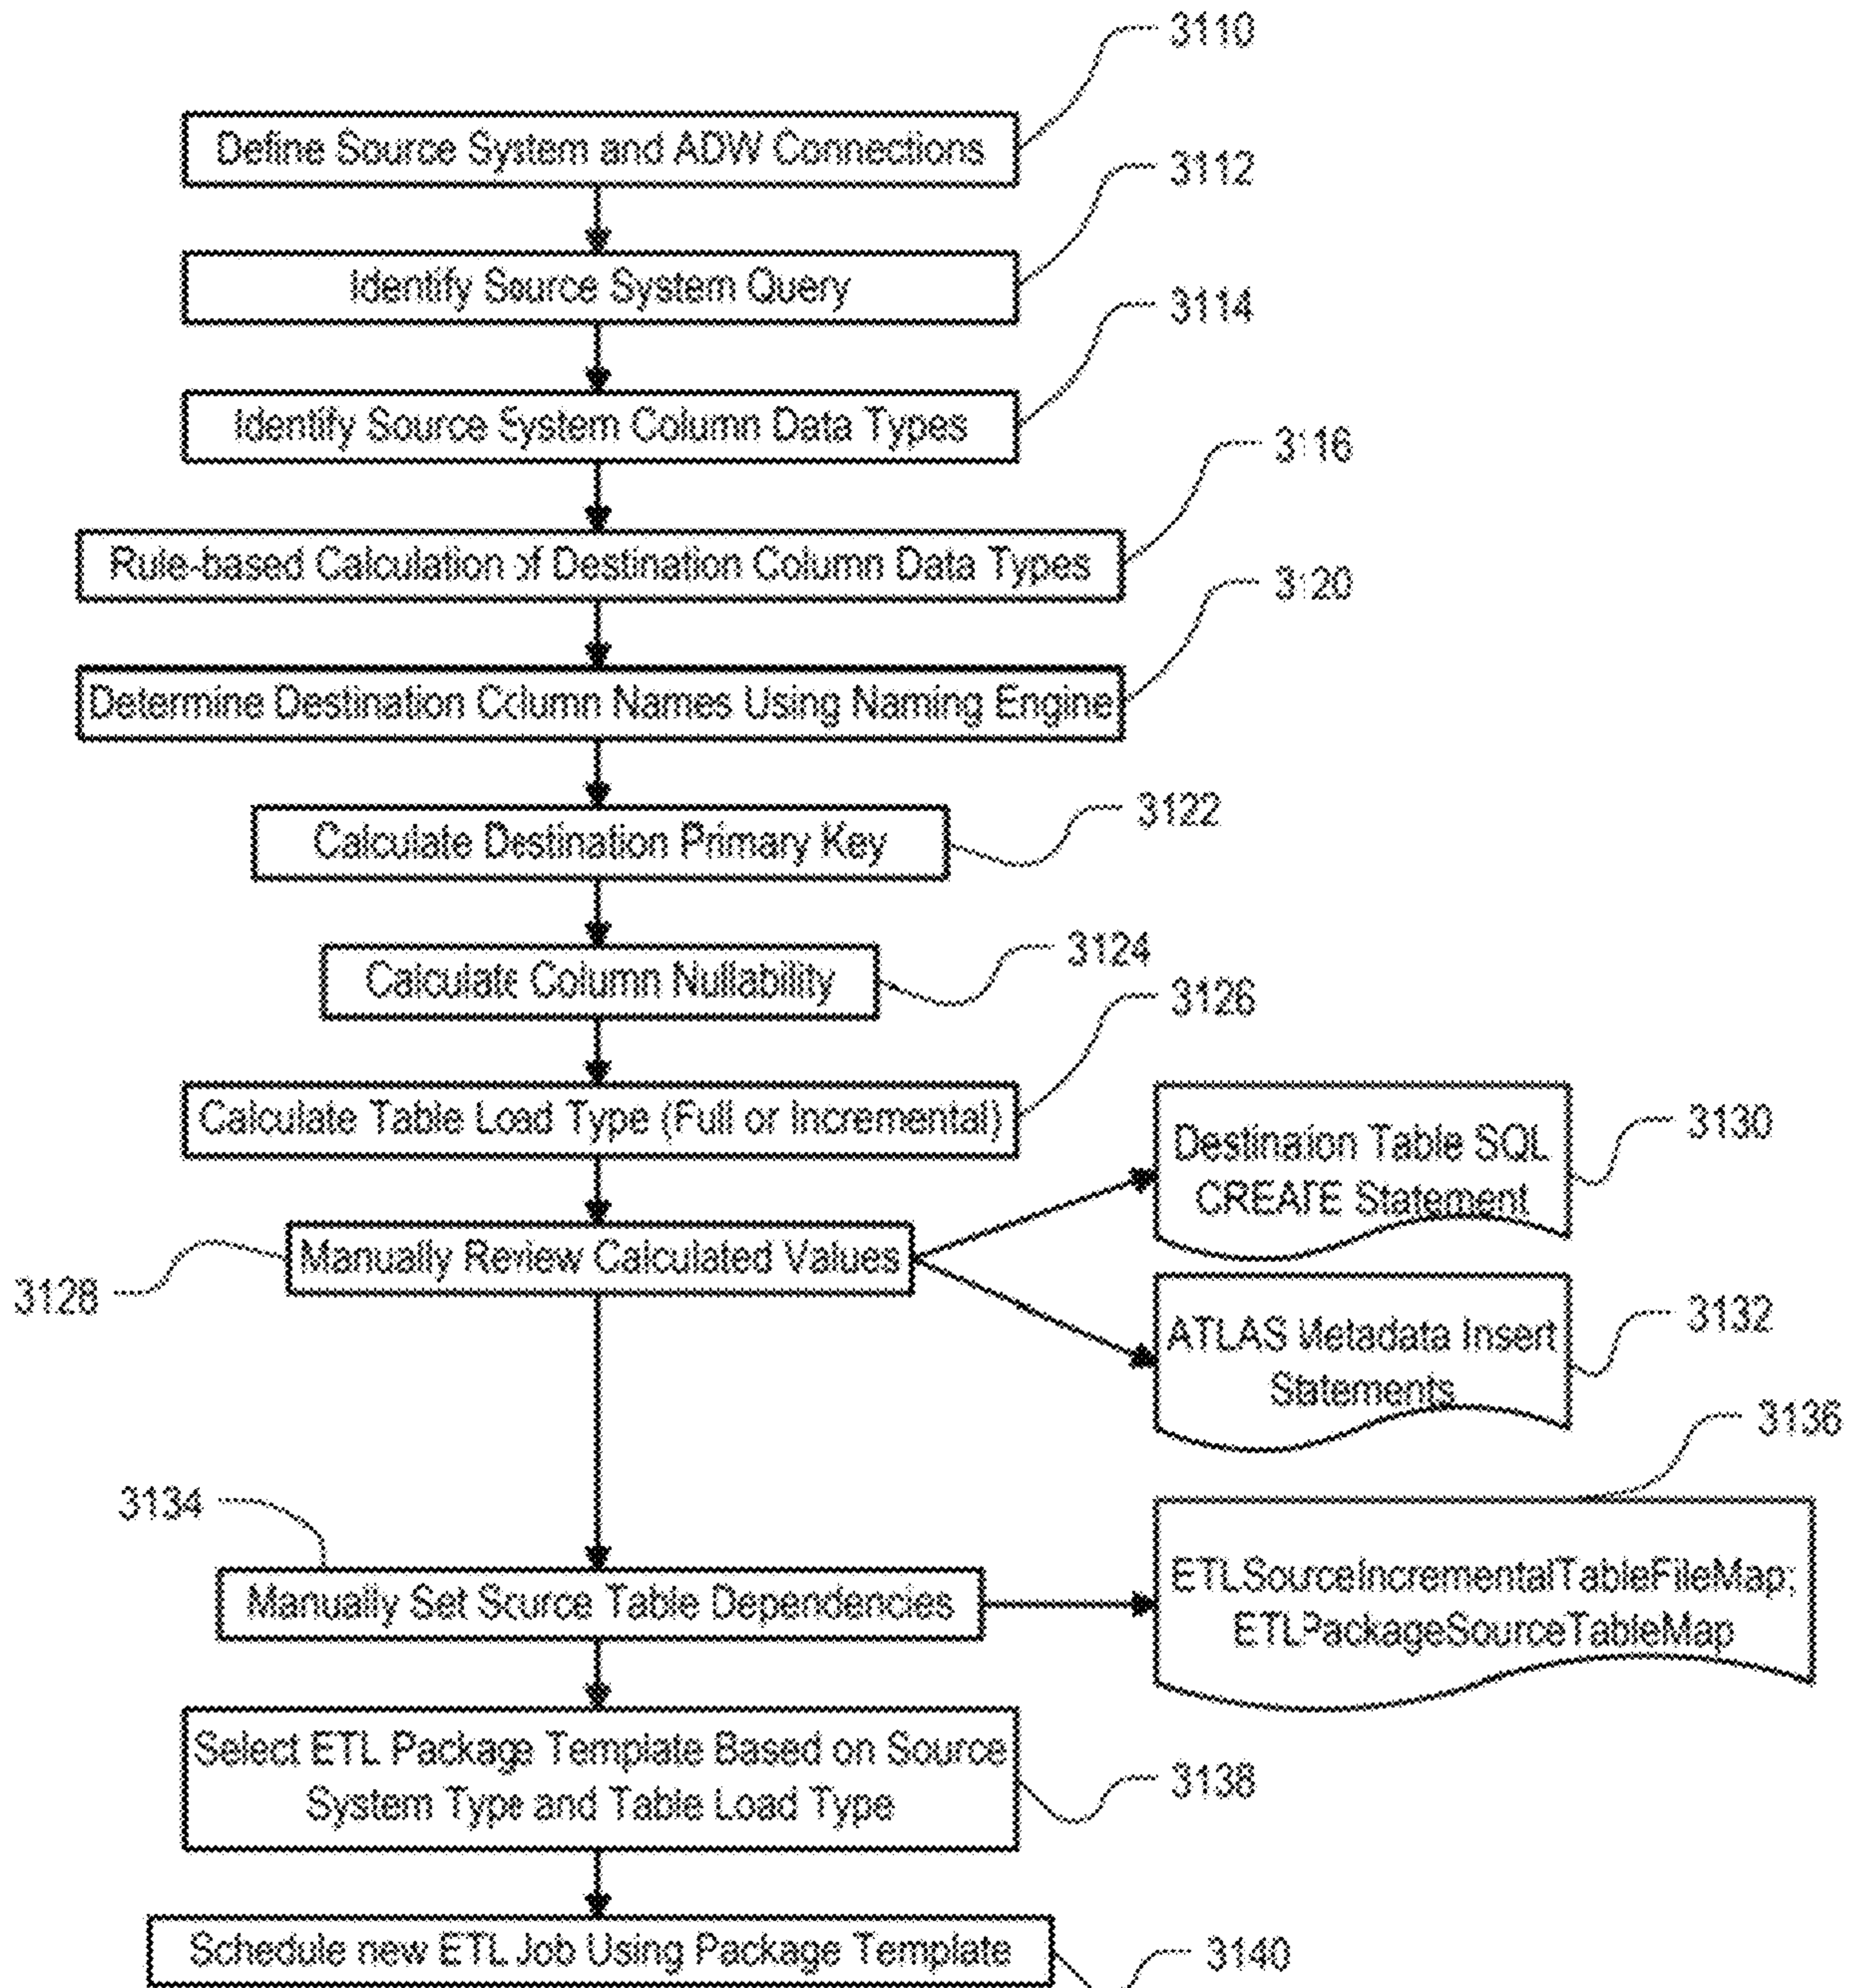 3110
Define Source System and ADW Connections
3112
Identify Source System Query
3114
Identify Source System Column Data Types
3116
Rule-based Calculation of Destination Column Data Types
3120
Determine Destination Column Names Using Naming Engine
3122
Calculate Destination Primary Key
3124
Calculate Column Nullability
3126
Calculate Table Load Type (Full or Incremental)
3130
Destinaion Table SQL
CREATE Statement
3128
Manually Review Calculated Values
3132
ATLAS Metadata Insert
Statements
3136
3134
ETLSourceIncrementalTableFileMap;
ETLPackageSourceTableMap
Manually Set Source Table Dependencies
Select ETL Package Template Based on Source
System Type and Table Load Type
3138
Schedule new ETL Job Using Package Template
3140